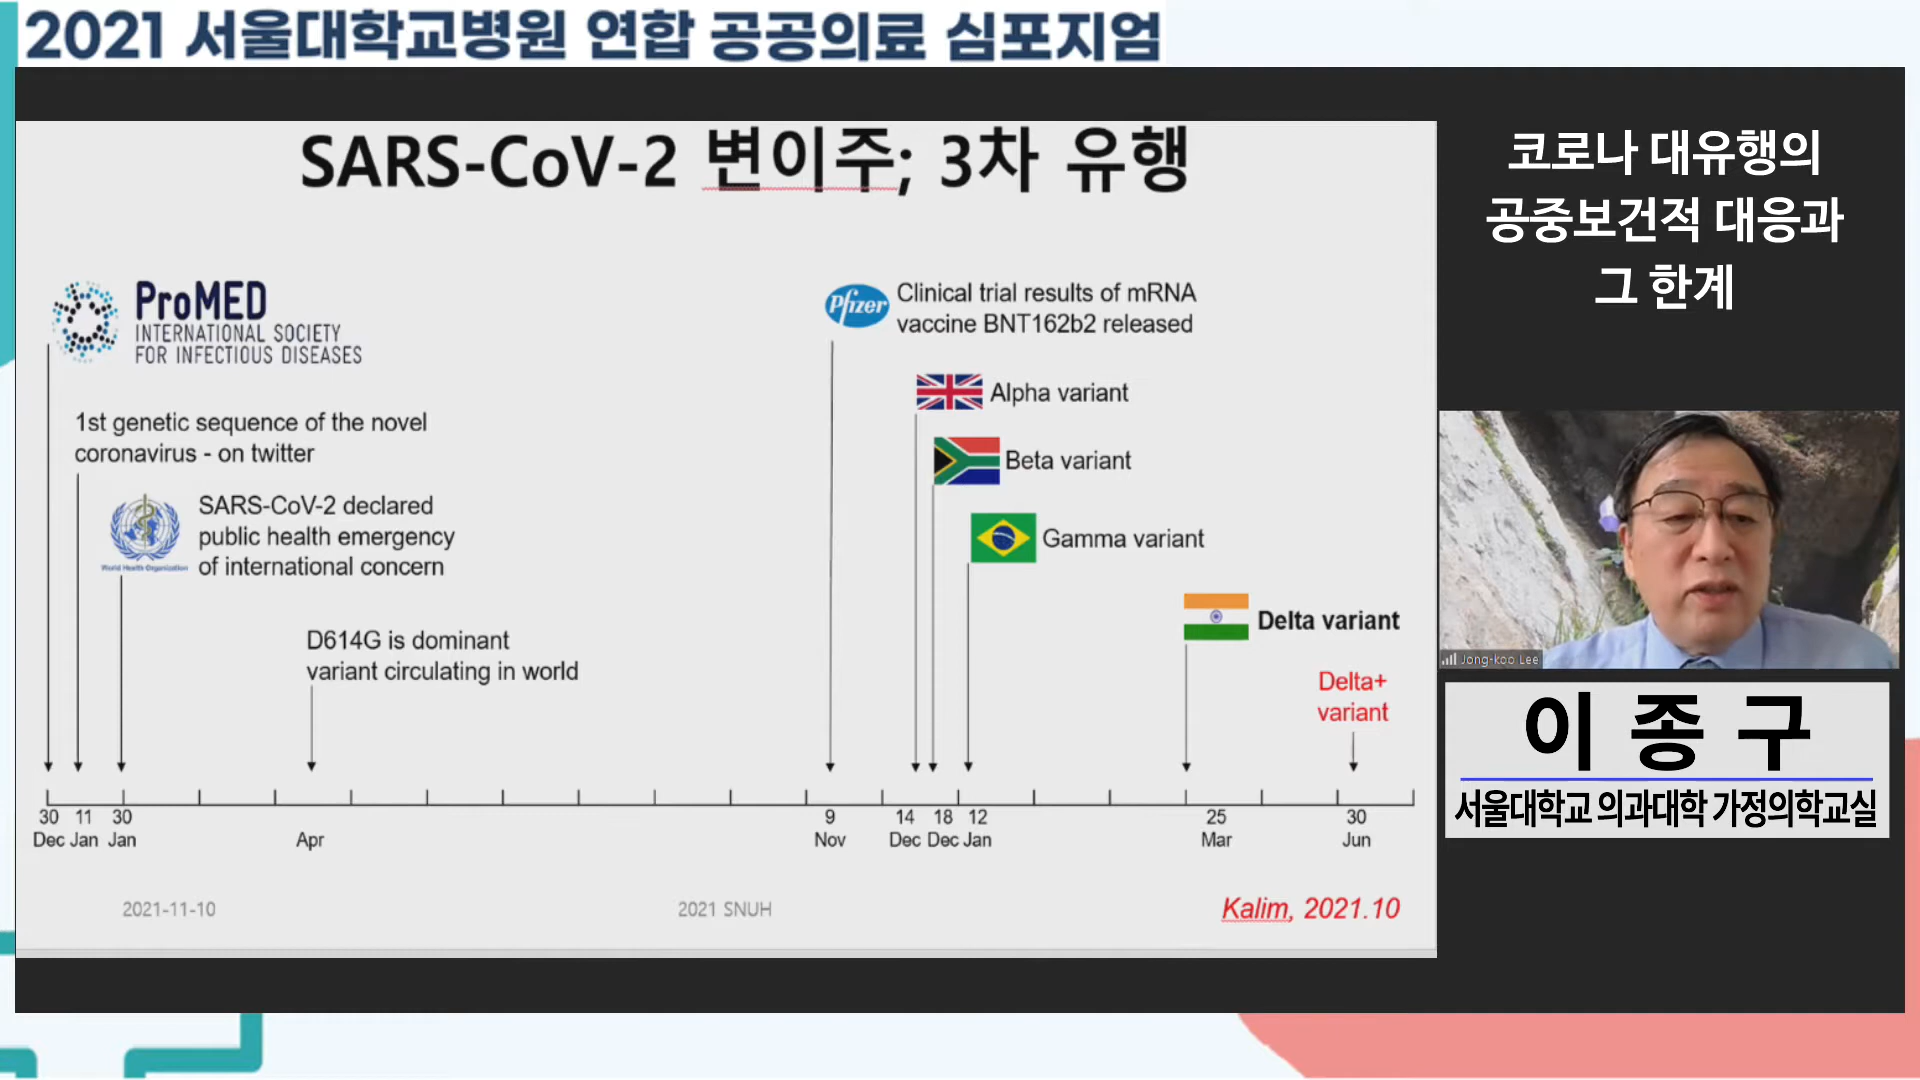 2021 서울대학교병원 연합 공공의료 심포지엄
SARS-CoV-2 변이주; 3차 유행
ProMED
INTERNATIONAL SOCIETY
FOR INFECTIOUS DISEASES
1st genetic sequence of the novel
coronavirus - on twitter
World Health Organization
SARS-CoV-2 declared
public health emergency
of international concern
D614G is dominant
variant circulating in world
Pfizer
Clinical trial results of mRNA
vaccine BNT162b2 released
Alpha variant
Beta variant
Gamma variant
Delta variant
Delta+
variant
30 11 30 9 14 18 12 25 30
Dec Jan Jan Apr Nov Dec Dec Jan Mar Jun
2021-11-10
2021 SNUH
Kalim, 2021.10
코로나 대유행의
공중보건적 대응과
그 한계
Jong-koo Lee
이 종 구
서울대학교 의과대학 가정의학교실